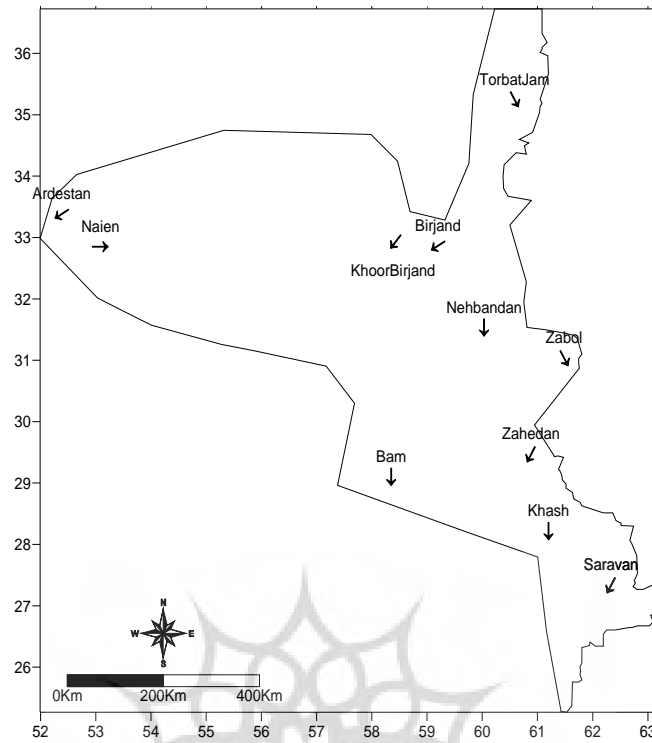 36
TorbatJam
35
34
Ardestan
33
Naien
Birjand
KhoorBirjand
32
Nehbandan
31
Zabol
30
Zahedan
29
Bam
Khash
28
Saravan
27
N
W E
S
26
0Km 200Km 400Km
52 53 54 55 56 57 58 59 60 61 62 63